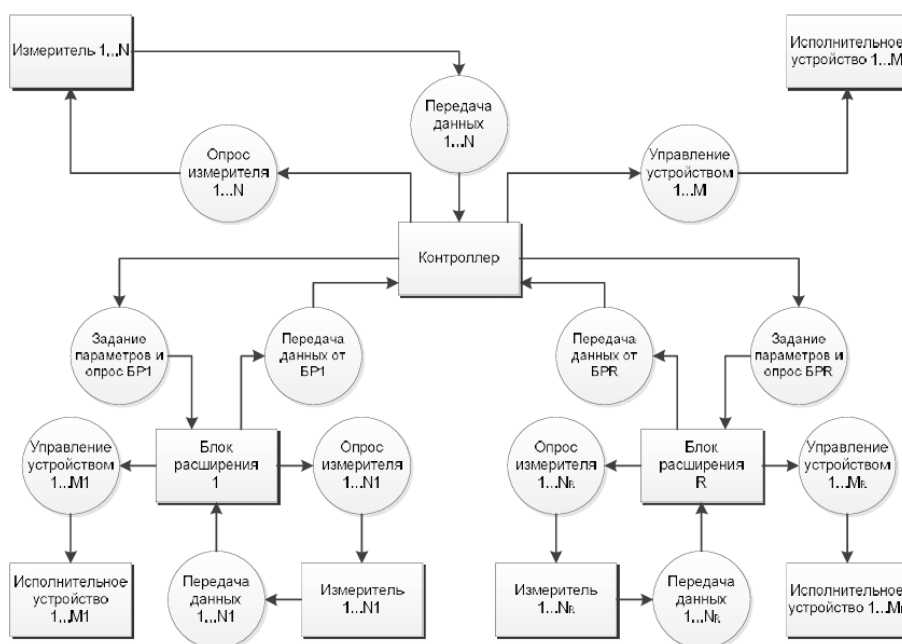 Измеритель 1...N
Исполнительное
устройство 1...M
Передача
данных
1...N
Опрос
измерителя
1...N
Управление
устройством
1...M
Контроллер
Задание
параметров и
опрос БР1
Передача
данных от
БР1
Передача
данных от
БРR
Задание
параметров и
опрос БРR
Управление
устройством
1...M1
Блок
расширения
1
Опрос
измерителя
1...N1
Опрос
измерителя
1...NR
Блок
расширения
R
Управление
устройством
1...MR
Исполнительное
устройство
1...M1
Передача
данных
1...N1
Измеритель
1...N1
Измеритель
1...NR
Передача
данных
1...NR
Исполнительное
устройство 1...MR